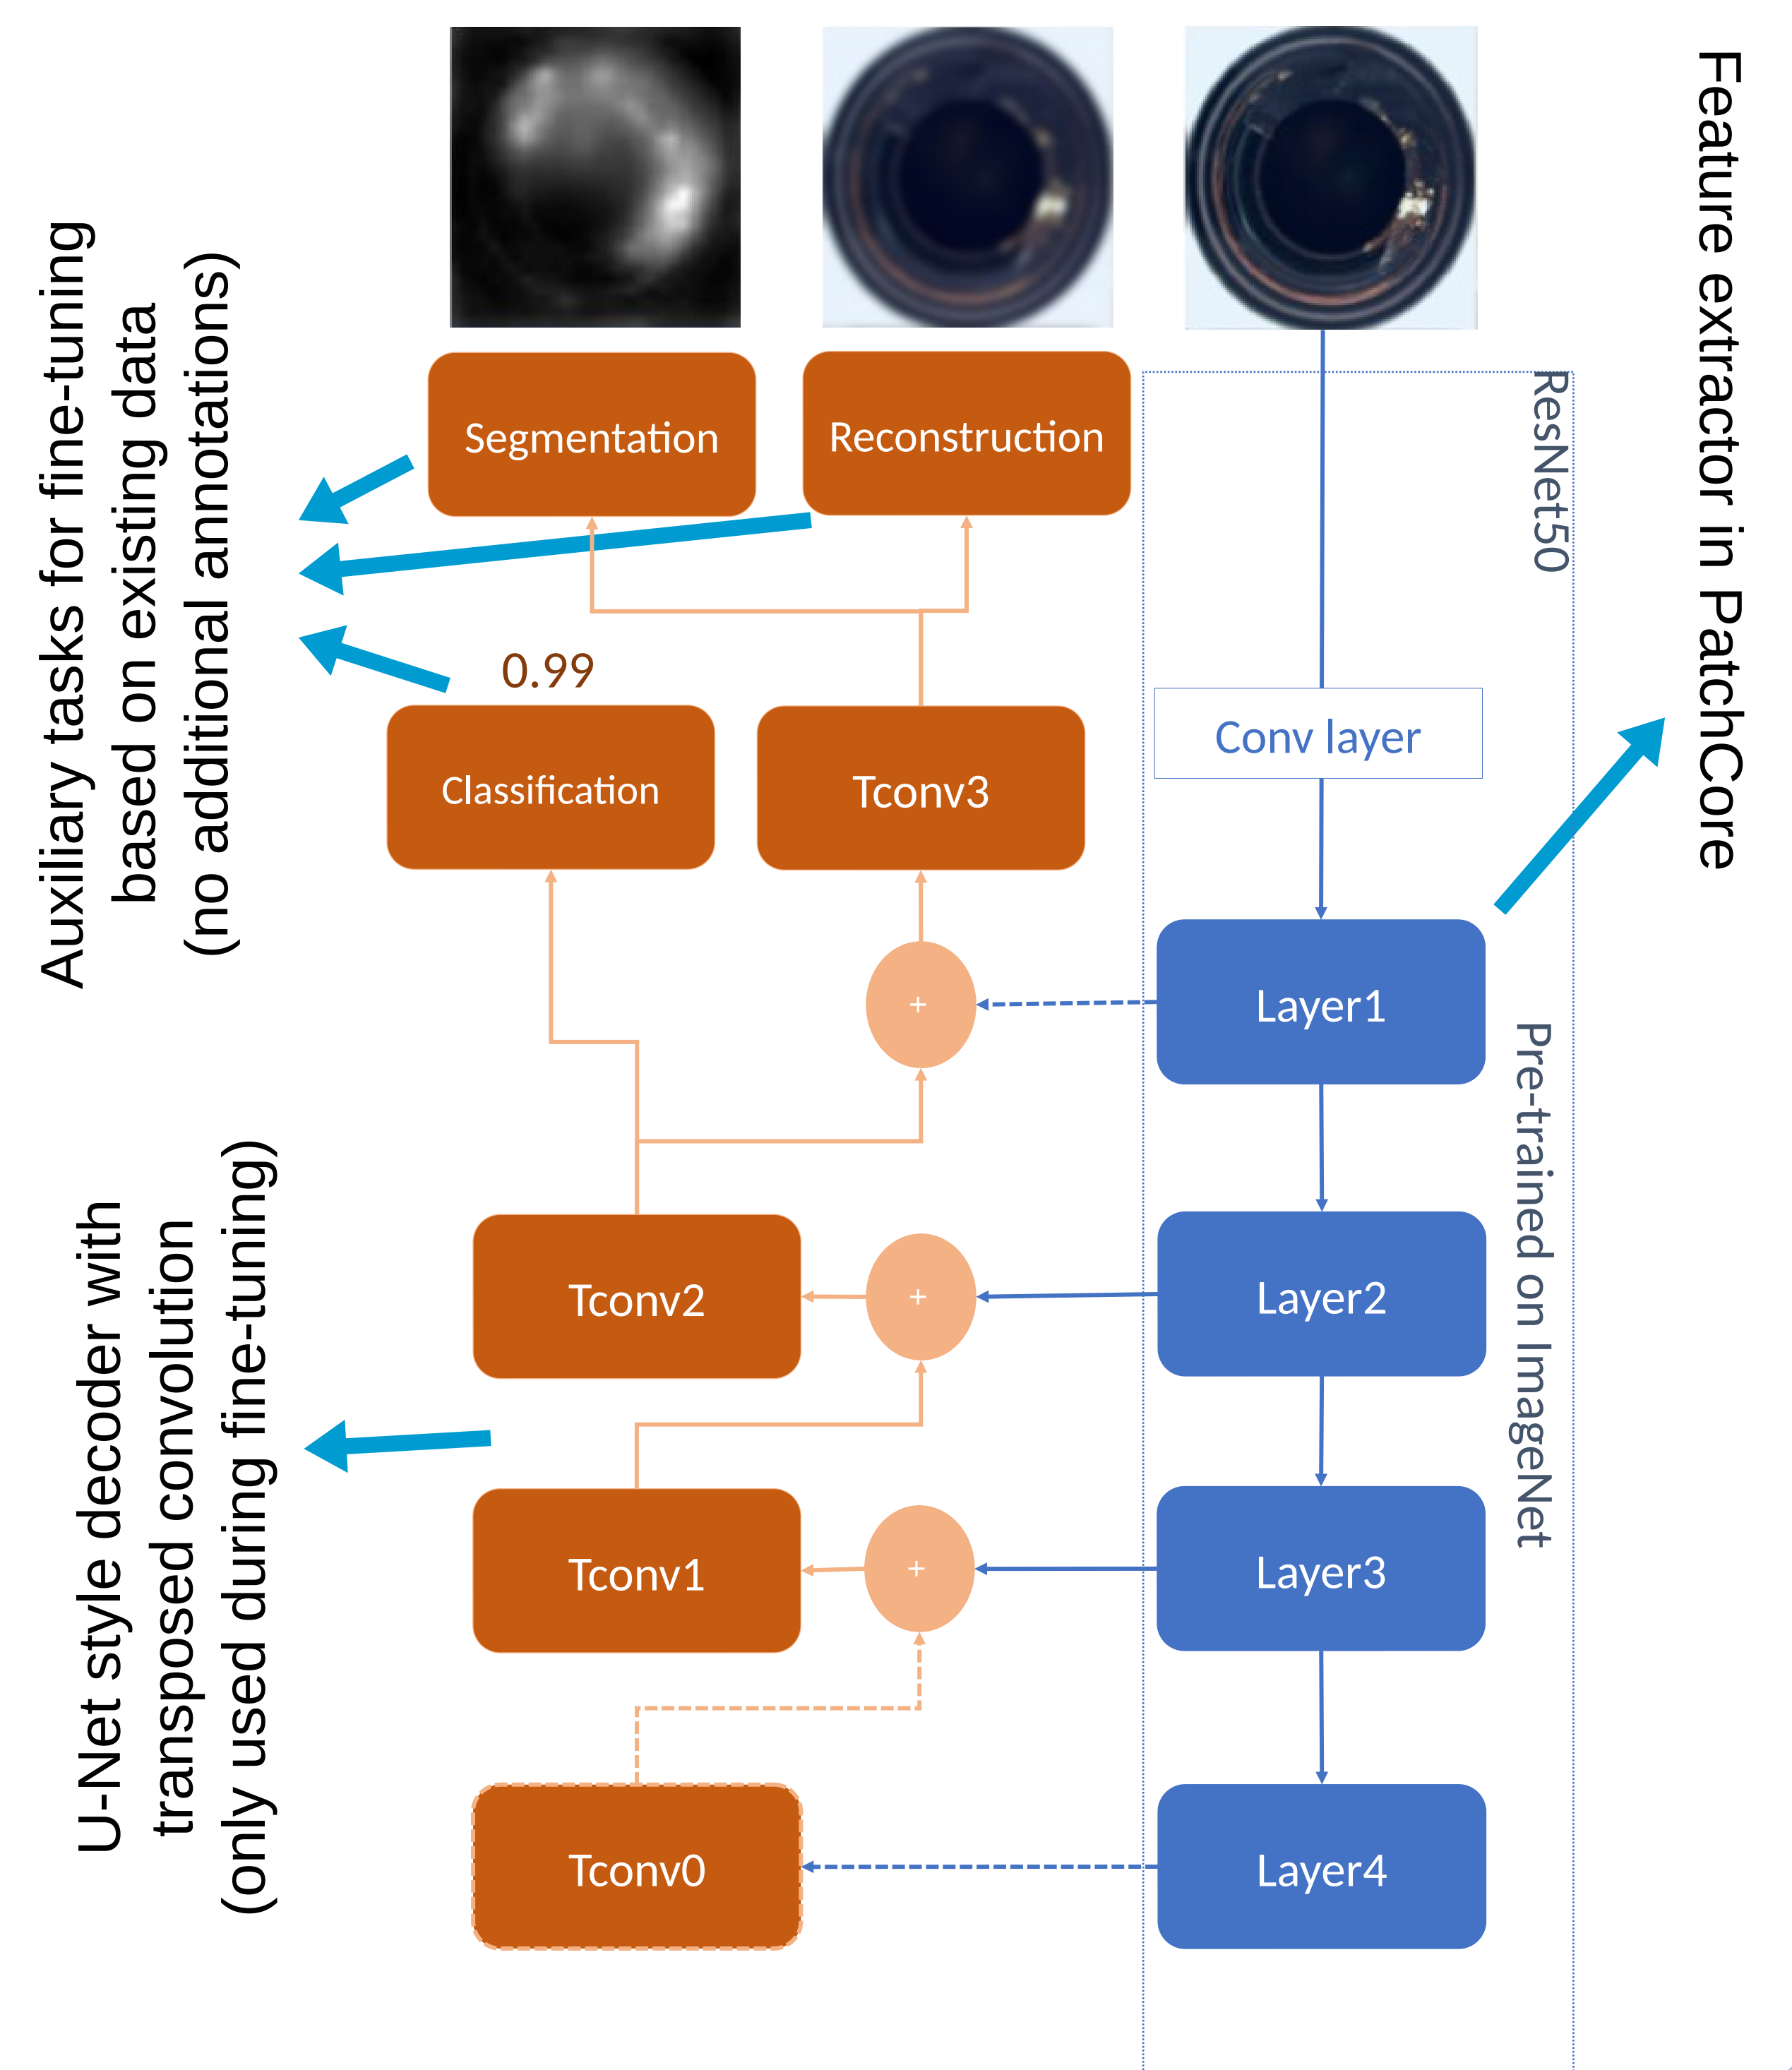 Feature extractor in PatchCore
ResNet50
Pre-trained on ImageNet
Auxiliary tasks for fine-tuning
based on existing data
(no additional annotations)
Segmentation
Reconstruction
0.99
Classification
Tconv3
Conv layer
+
Layer1
U-Net style decoder with
transposed convolution
(only used during fine-tuning)
Tconv2
+
Layer2
Tconv1
+
Layer3
Tconv0
Layer4